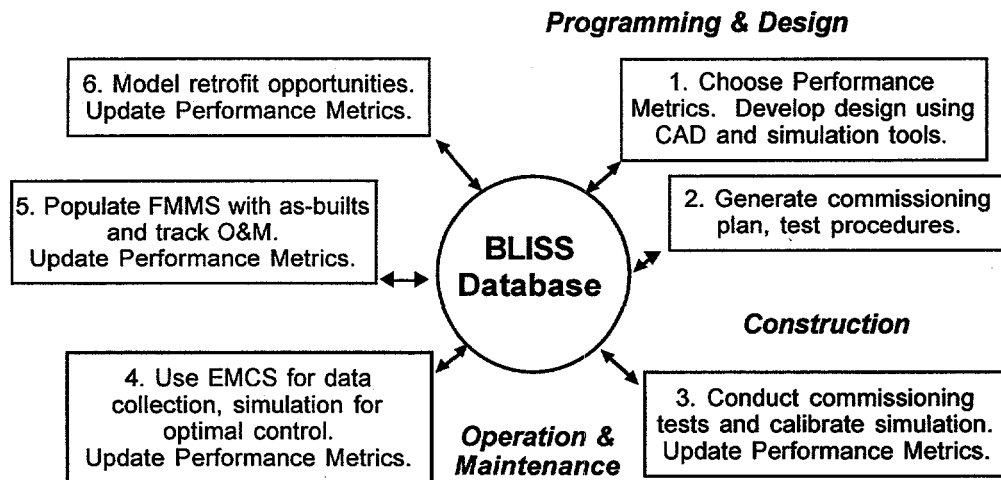 Programming & Design
6. Model retrofit opportunities.
Update Performance Metrics.
1. Choose Performance
Metrics. Develop design using
CAD and simulation tools.
5. Populate FMMS with as-builts
and track O&M.
Update Performance Metrics.
2. Generate commissioning
plan, test procedures.
BLISS
Database
Construction
4. Use EMCS for data
collection, simulation for
optimal control.
Update Performance Metrics.
Operation &
Maintenance
3. Conduct commissioning
tests and calibrate simulation.
Update Performance Metrics.